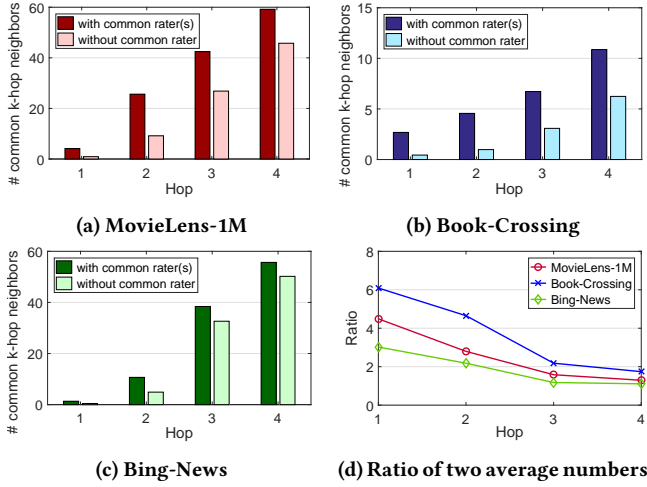 # common k-hop neighbors
60
40
20
0
with common rater(s)
without common rater
1 2 3 4
Hop
(a) MovieLens-1M
# common k-hop neighbors
15
10
5
0
with common rater(s)
without common rater
1 2 3 4
Hop
(b) Book-Crossing
# common k-hop neighbors
60
40
20
0
with common rater(s)
without common rater
1 2 3 4
Hop
(c) Bing-News
Ratio
8
6
4
2
0
MovieLens-1M
Book-Crossing
Bing-News
1 2 3 4
Hop
(d) Ratio of two average numbers